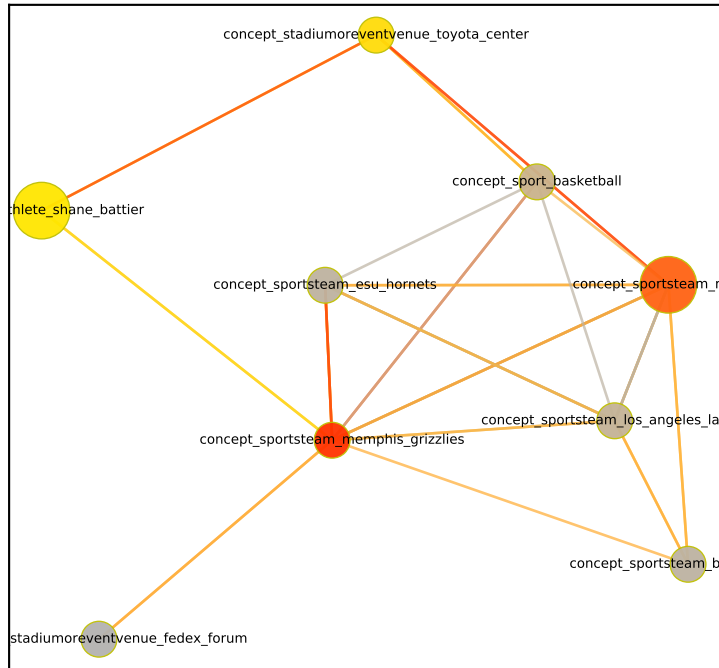 concept_stadiumoreventvenue_toyota_center
concept_sport_basketball
thlete_shane_battier
concept_sportsteam_esu_hornets
concept_sportsteam_r
concept_sportsteam_los_angeles_la
concept_sportsteam_memphis_grizzlies
concept_sportsteam_b
stadiumoreventvenue_fedex_forum